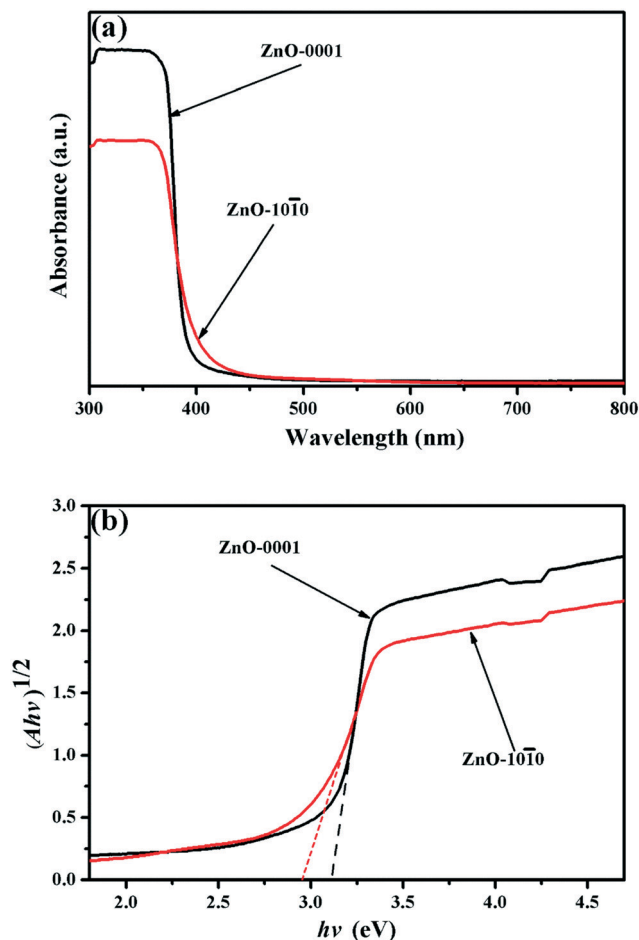 (a)
ZnO-0001
ZnO-101̄0
Absorbance (a.u.)
300 400 500 600 700 800
Wavelength (nm)
(b)
3.0
2.5
2.0
1.5
1.0
0.5
0.0
ZnO-0001
ZnO-101̄0
(Ahν)1/2
2.0 2.5 3.0 3.5 4.0 4.5
hν (eV)